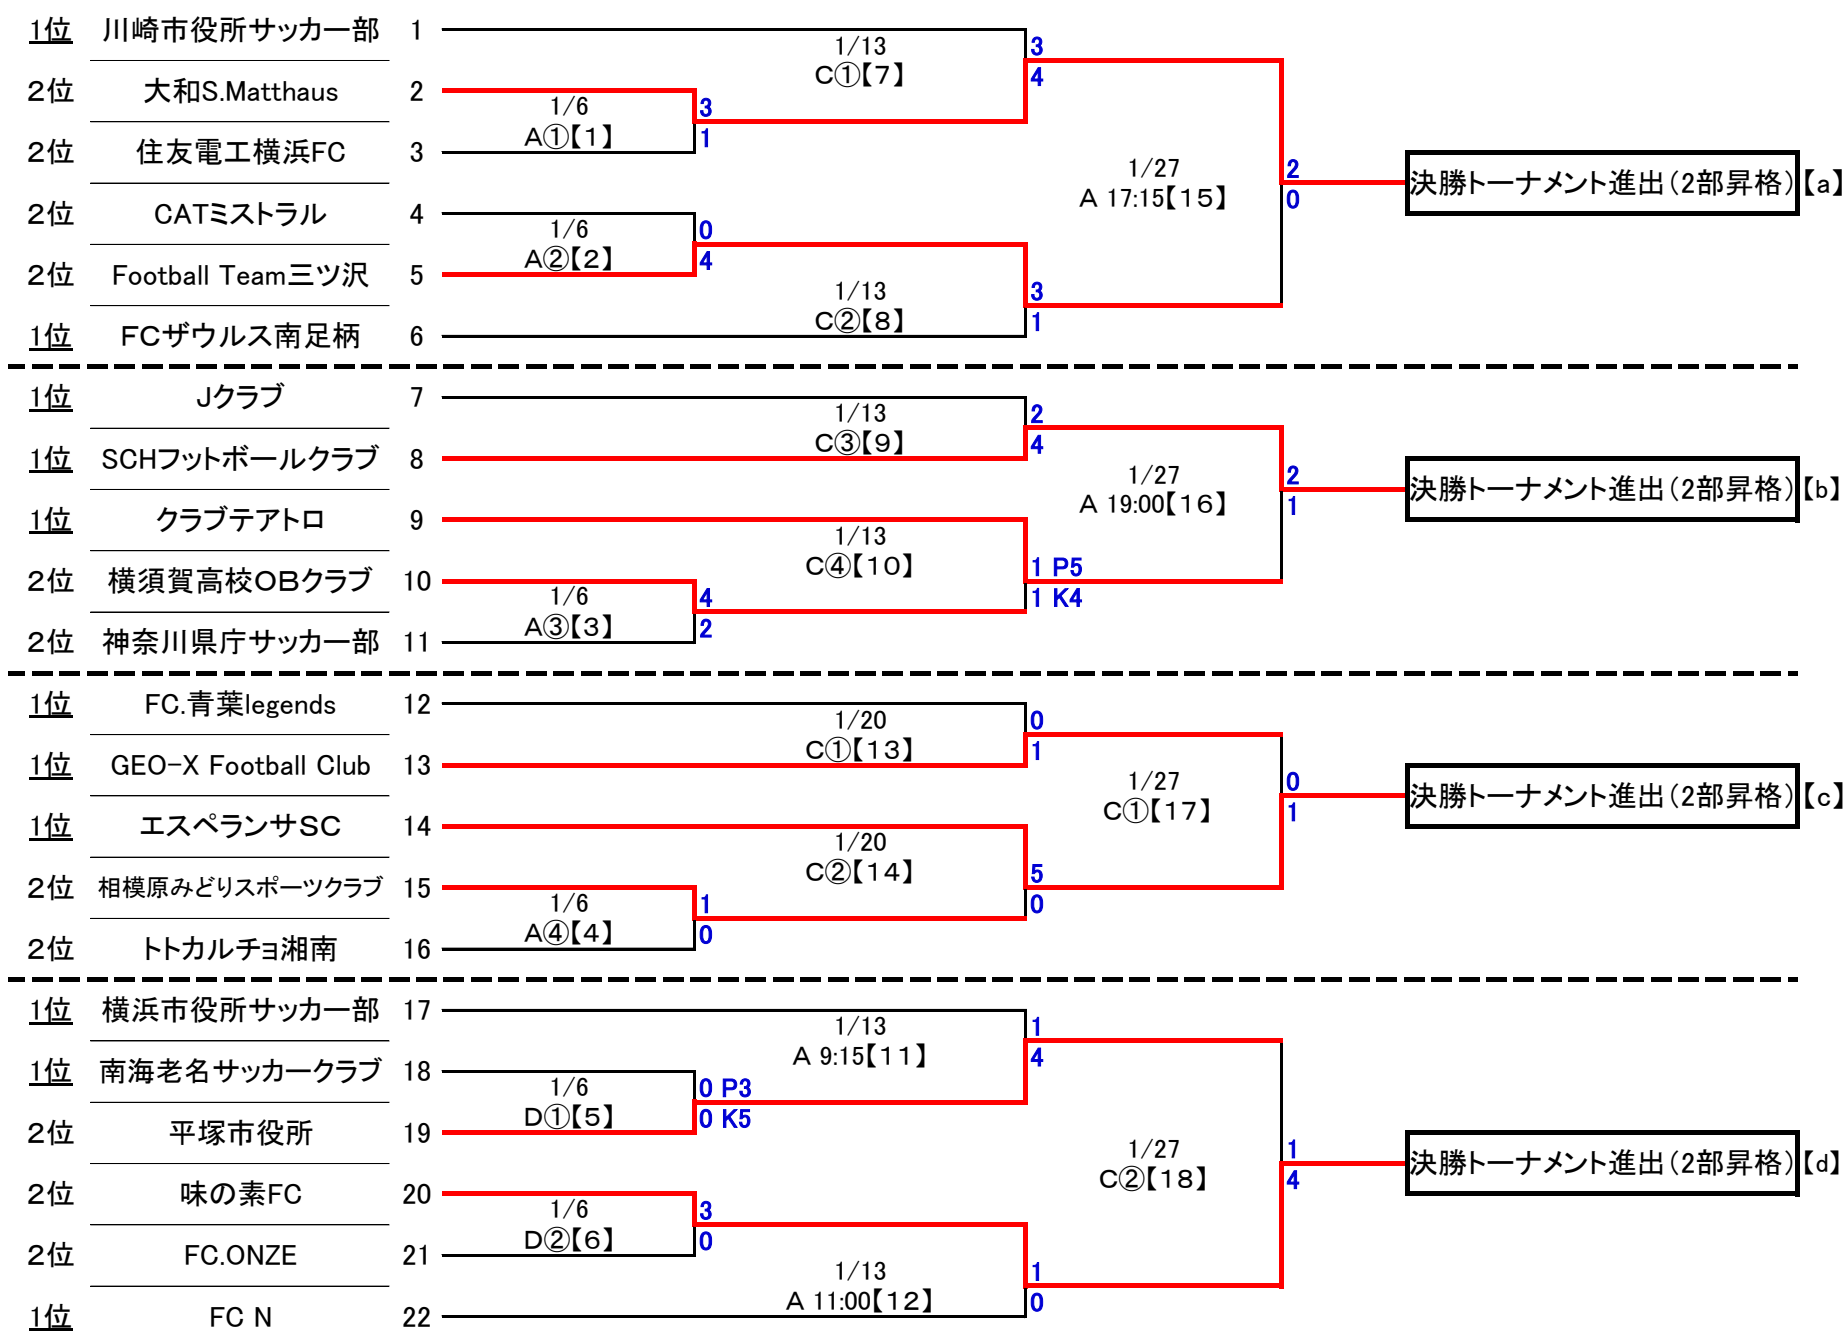 1位 川崎市役所サッカー部 1
1/13 3
C①【7】 4
2位 大和S.Matthaus 2
1/6 3
A①【1】 1
2位 住友電工横浜FC 3
1/27 2
A 17:15【15】 0
決勝トーナメント進出(2部昇格)【a】
2位 CATミストラル 4
1/6 0
A②【2】 4
2位 Football Team三ツ沢 5
1/13 3
C②【8】 1
1位 FCザウルス南足柄 6
1位 Jクラブ 7
1/13 2
C③【9】 4
1位 SCHフットボールクラブ 8
1/27 2
A 19:00【16】 1
決勝トーナメント進出(2部昇格)【b】
1位 クラブテアトロ 9
1/13 1 P5
C④【10】 1 K4
2位 横須賀高校OBクラブ 10
1/6 4
A③【3】 2
2位 神奈川県庁サッカー部 11
1位 FC.青葉legends 12
1/20 0
C①【13】 1
1位 GEO-X Football Club 13
1/27 0
C①【17】 1
決勝トーナメント進出(2部昇格)【c】
1位 エスペランサSC 14
1/20 5
C②【14】 0
2位 相模原みどりスポーツクラブ 15
1/6 1
A④【4】 0
2位 トトカルチョ湘南 16
1位 横浜市役所サッカー部 17
1/13 1
A 9:15【11】 4
1位 南海老名サッカークラブ 18
1/6 0 P3
D①【5】 0 K5
2位 平塚市役所 19
1/27 1
C②【18】 4
決勝トーナメント進出(2部昇格)【d】
2位 味の素FC 20
1/6 3
D②【6】 0
2位 FC.ONZE 21
1/13 1
A 11:00【12】 0
1位 FC N 22